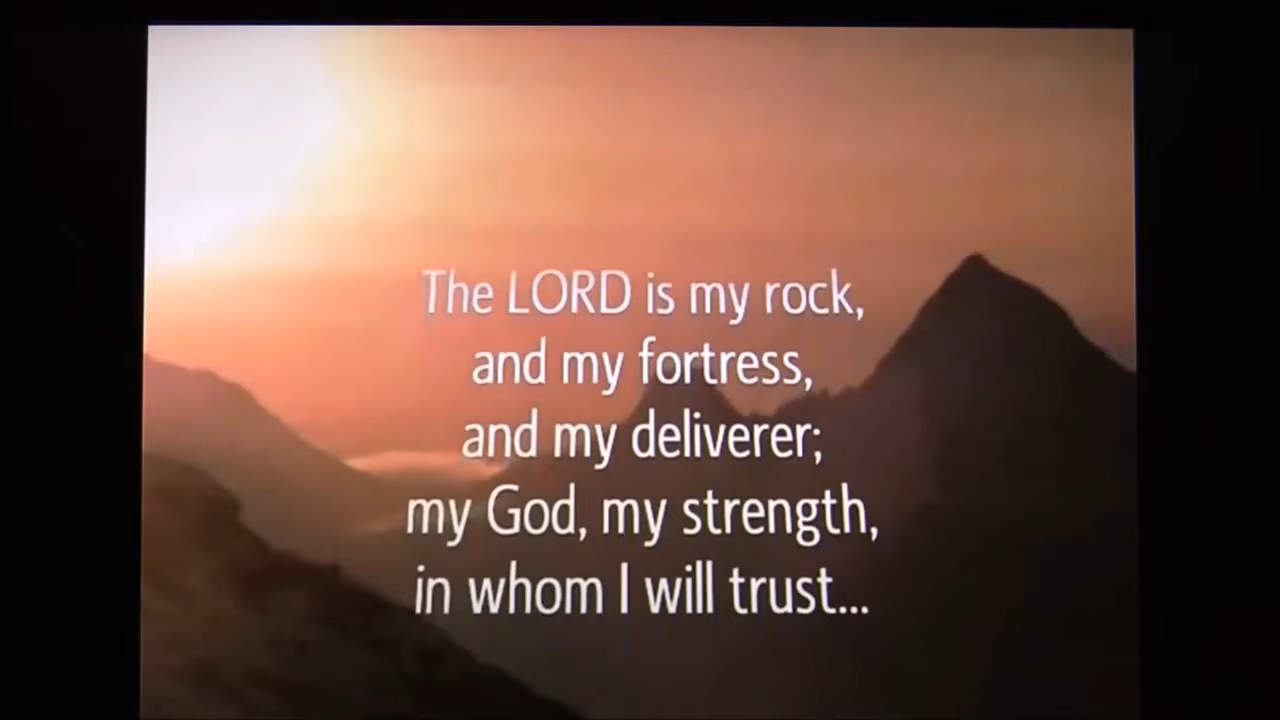 The LORD is my rock,
and my fortress,
and my deliverer;
my God, my strength,
in whom I will trust...